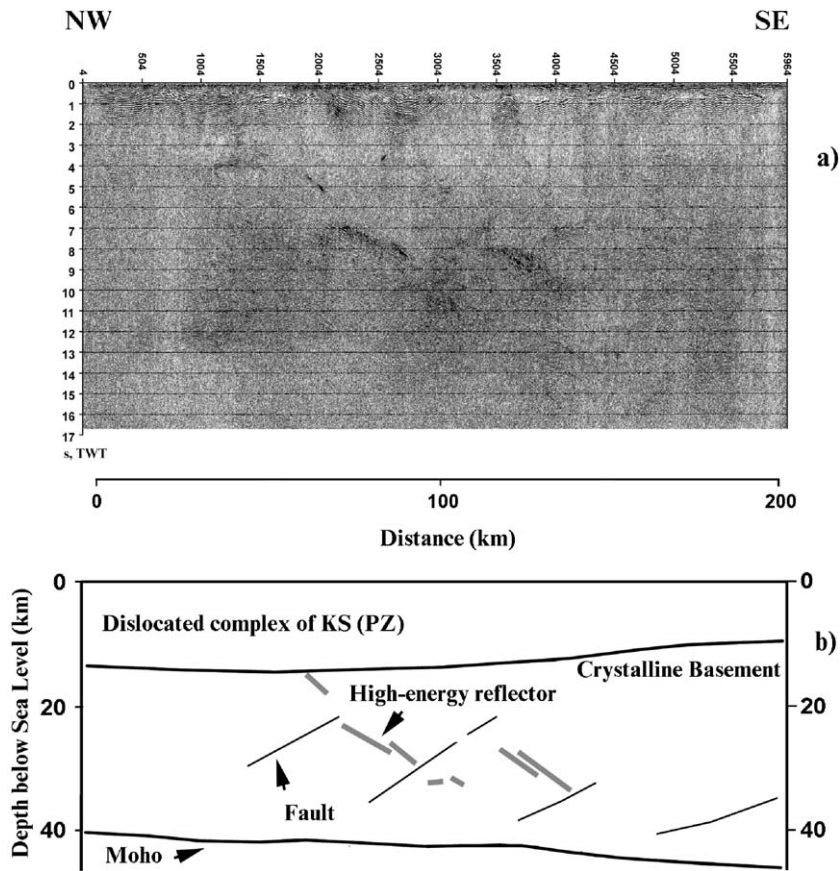 NW SE
4 504 1004 1504 2004 2504 3004 3504 4004 4504 5004 5504 5964
0
1
2
3
4
5
6
7
8
9
10
11
12
13
14
15
16
17
s, TWT
a)
0 100 200
Distance (km)
Depth below Sea Level (km)
0 0
Dislocated complex of KS (PZ)
b)
Crystalline Basement
20 20
High-energy reflector
Fault
40 40
Moho